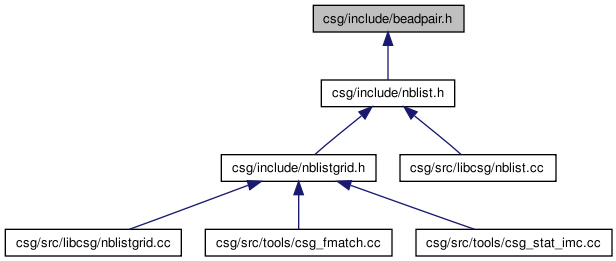 csg/include/beadpair.h
csg/include/nblist.h
csg/include/nblistgrid.h
csg/src/libcsg/nblist.cc
csg/src/libcsg/nblistgrid.cc
csg/src/tools/csg_fmatch.cc
csg/src/tools/csg_stat_imc.cc